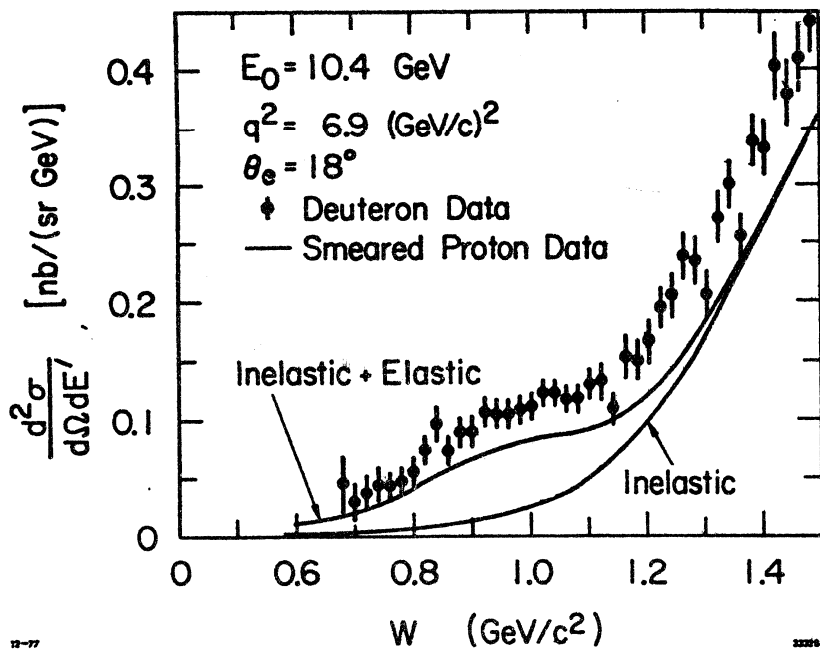 E₀ = 10.4 GeV
q² = 6.9 (GeV/c)²
θₑ = 18°
Deuteron Data
Smeared Proton Data
Inelastic + Elastic
Inelastic
d²σ/dΩdE′, [nb/(sr GeV)]
0.4
0.3
0.2
0.1
0
0 0.6 0.8 1.0 1.2 1.4
W (GeV/c²)
12-77